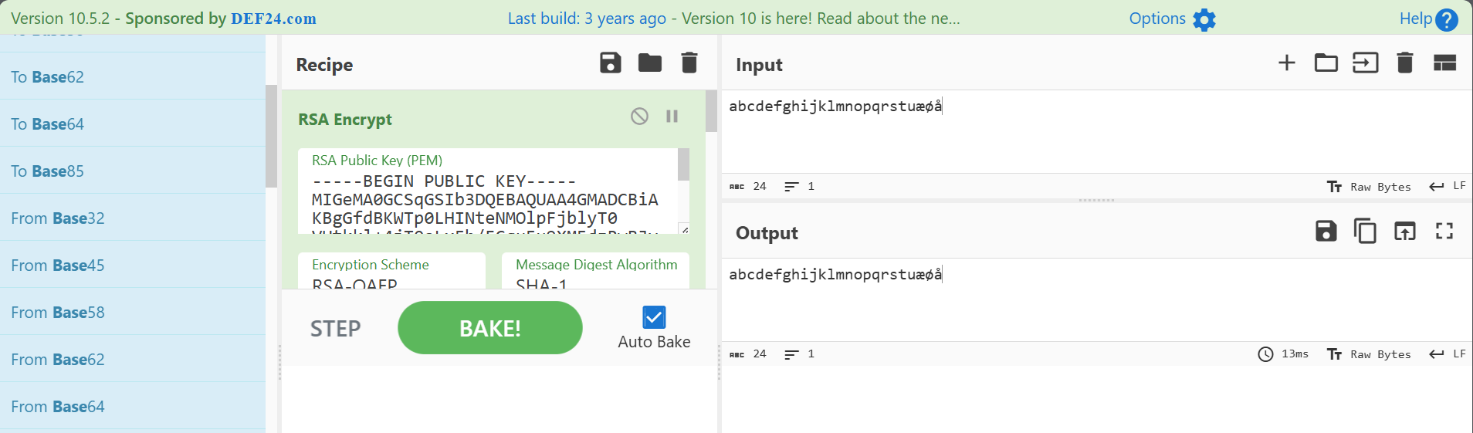 Version 10.5.2 - Sponsored by DEF24.com
Last build: 3 years ago - Version 10 is here! Read about the ne...
Options
Help
To Base62
To Base64
To Base85
From Base32
From Base45
From Base58
From Base62
From Base64
Recipe
RSA Encrypt
RSA Public Key (PEM)
-----BEGIN PUBLIC KEY-----
MIGeMA0GCSqGSIb3DQEBAQUAA4GMADCBiA
KBgGfdBKWTp0LHINteNMOlpFjblyT0
Encryption Scheme
RSA-OAEP
Message Digest Algorithm
SHA-1
STEP
BAKE!
Auto Bake
Input
abcdefghijklmnopqrstuæøå
ABC 24 1
Raw Bytes LF
Output
abcdefghijklmnopqrstuæøå
ABC 24 1
13ms Raw Bytes LF